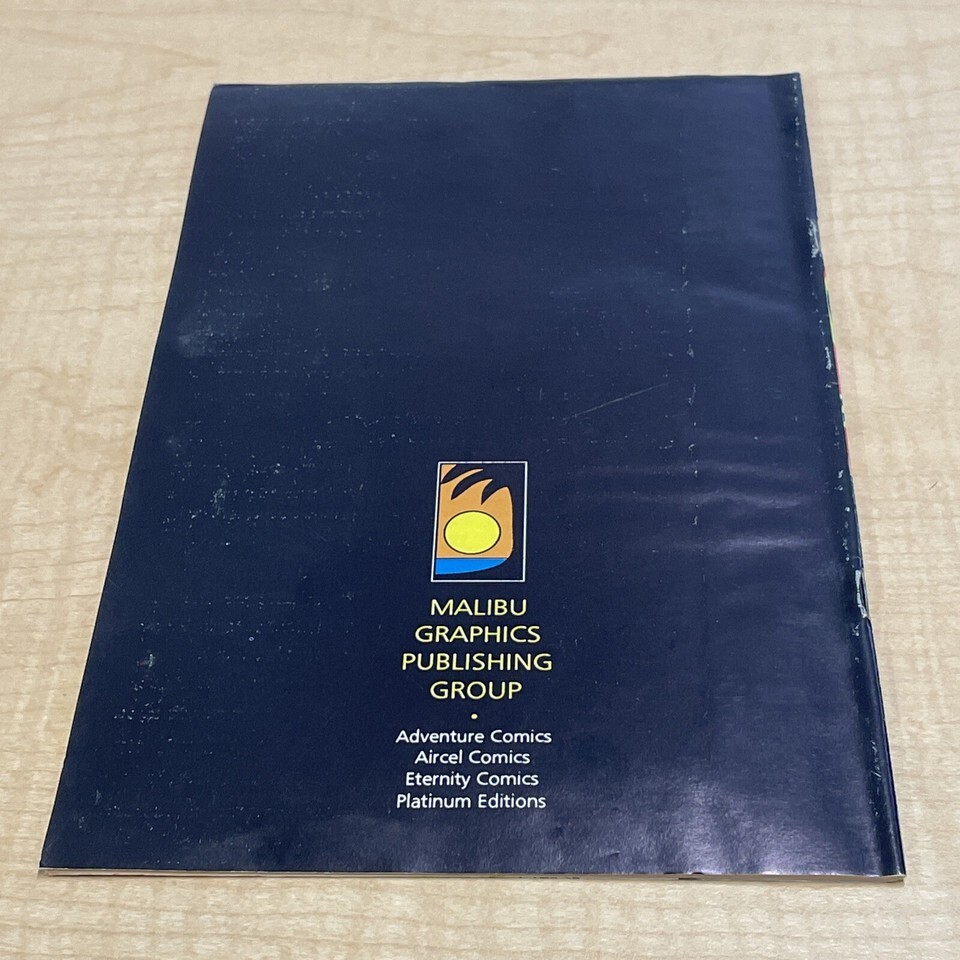 MALIBU
GRAPHICS
PUBLISHING
GROUP
•
Adventure Comics
Aircel Comics
Eternity Comics
Platinum Editions